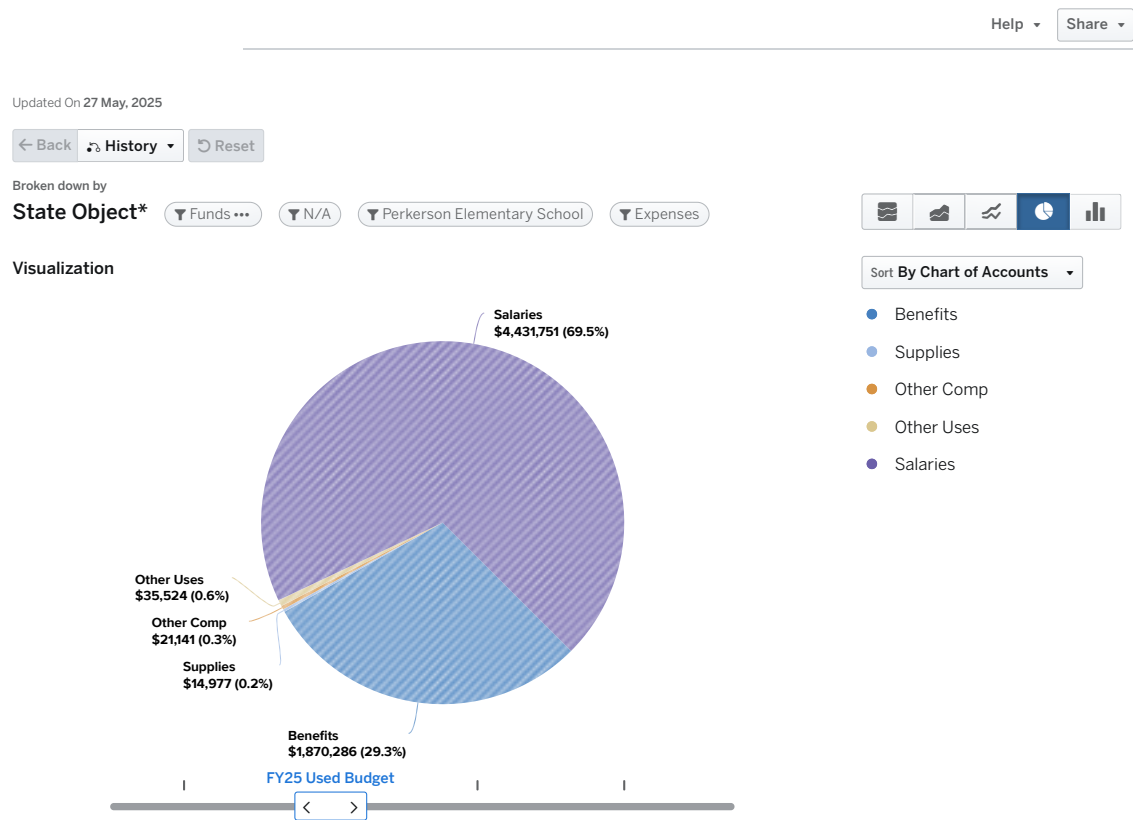 Help
Share
Updated On 27 May, 2025
Back
History
Reset
Broken down by
State Object*
Funds •••
N/A
Perkerson Elementary School
Expenses
Visualization
Sort By Chart of Accounts
Benefits
Supplies
Other Comp
Other Uses
Salaries
Salaries
$4,431,751 (69.5%)
Other Uses
$35,524 (0.6%)
Other Comp
$21,141 (0.3%)
Supplies
$14,977 (0.2%)
Benefits
$1,870,286 (29.3%)
FY25 Used Budget